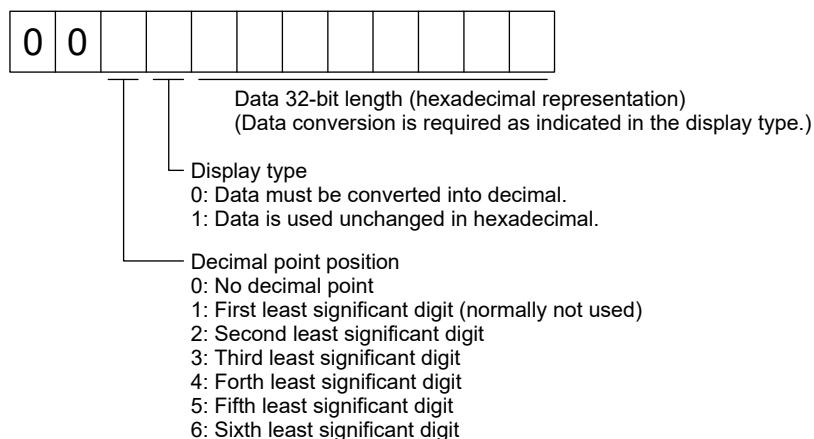 0 0
Data 32-bit length (hexadecimal representation)
(Data conversion is required as indicated in the display type.)
Display type
0: Data must be converted into decimal.
1: Data is used unchanged in hexadecimal.
Decimal point position
0: No decimal point
1: First least significant digit (normally not used)
2: Second least significant digit
3: Third least significant digit
4: Forth least significant digit
5: Fifth least significant digit
6: Sixth least significant digit